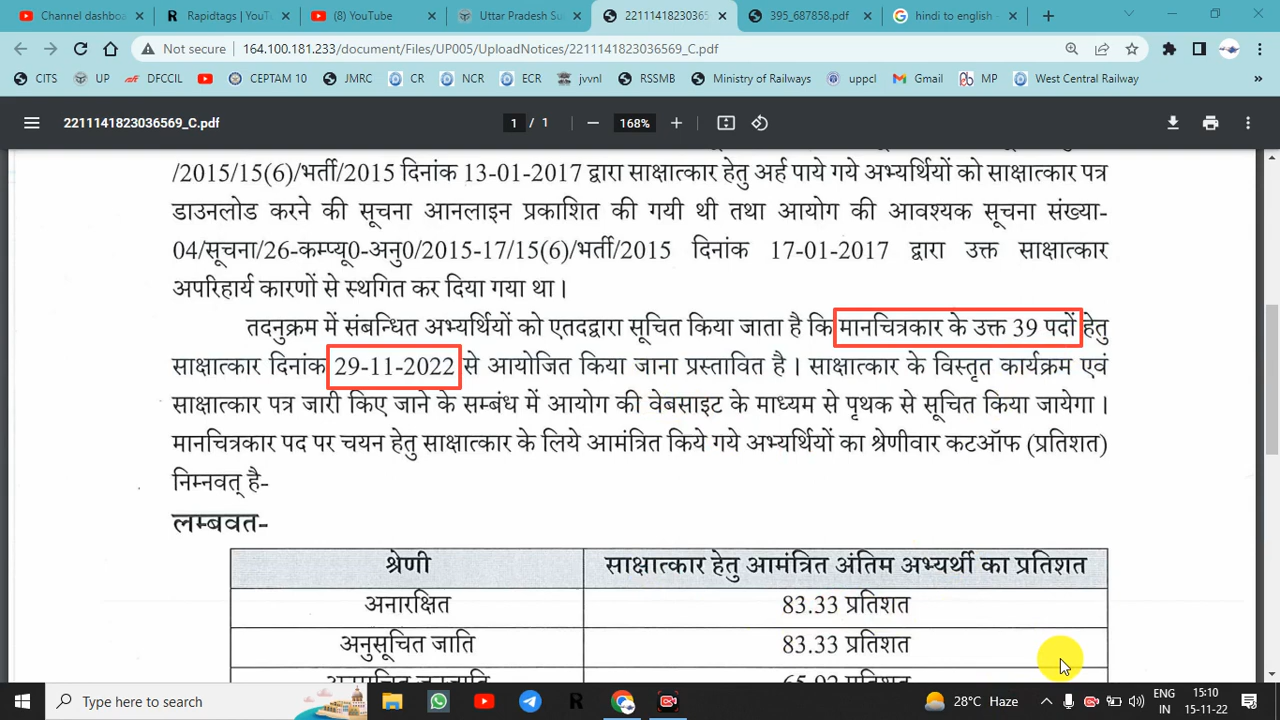 Channel dashboa
Rapidtags | YouTu
(8) YouTube
Uttar Pradesh Su
22111418230365
395_687858.pdf
hindi to english -
Not secure | 164.100.181.233/document/Files/UP005/UploadNotices/2211141823036569_C.pdf
CITS UP DFCCIL CEPTAM 10 JMRC CR NCR ECR jvvnl RSSMB Ministry of Railways uppcl Gmail MP West Central Railway »
2211141823036569_C.pdf 1 / 1 168%
/2015/15(6)/भर्ती/2015 दिनांक 13-01-2017 द्वारा साक्षात्कार हेतु अर्ह पाये गये अभ्यर्थियों को साक्षात्कार पत्र
डाउनलोड करने की सूचना आनलाइन प्रकाशित की गयी थी तथा आयोग की आवश्यक सूचना संख्या-
04/सूचना/26-कम्प्यू0-अनु0/2015-17/15(6)/भर्ती/2015 दिनांक 17-01-2017 द्वारा उक्त साक्षात्कार
अपरिहार्य कारणों से स्थगित कर दिया गया था।
तदनुक्रम में संबन्धित अभ्यर्थियों को एतदद्वारा सूचित किया जाता है कि मानचित्रकार के उक्त 39 पदों हेतु
साक्षात्कार दिनांक 29-11-2022 से आयोजित किया जाना प्रस्तावित है। साक्षात्कार के विस्तृत कार्यक्रम एवं
साक्षात्कार पत्र जारी किए जाने के सम्बंध में आयोग की वेबसाइट के माध्यम से पृथक से सूचित किया जायेगा।
मानचित्रकार पद पर चयन हेतु साक्षात्कार के लिये आमंत्रित किये गये अभ्यर्थियों का श्रेणीवार कटऑफ (प्रतिशत)
निम्नवत् है-
लम्बवत-
श्रेणी साक्षात्कार हेतु आमंत्रित अंतिम अभ्यर्थी का प्रतिशत
अनारक्षित 83.33 प्रतिशत
अनुसूचित जाति 83.33 प्रतिशत
Type here to search
28°C Haze
ENG
IN
15:10
15-11-22